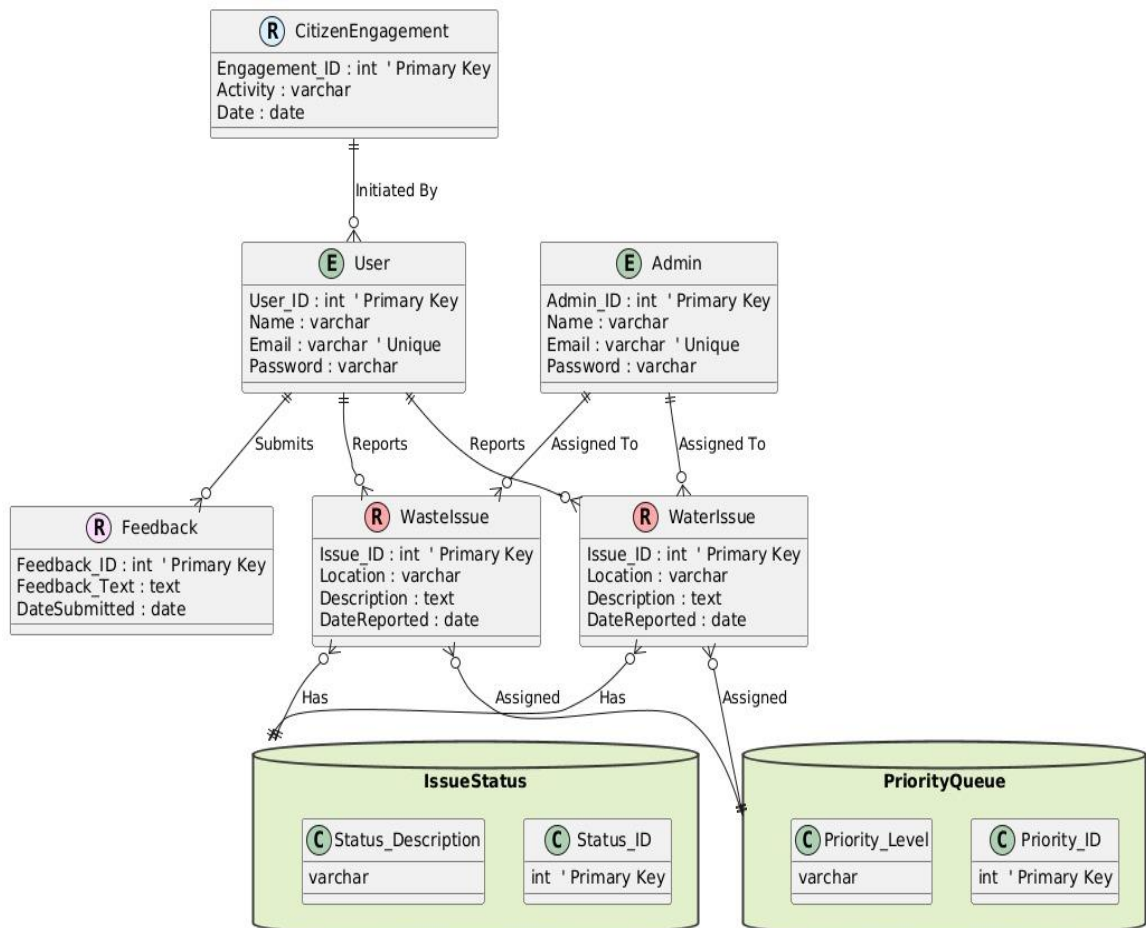 R CitizenEngagement
Engagement_ID : int ' Primary Key
Activity : varchar
Date : date
Initiated By
E User
User_ID : int ' Primary Key
Name : varchar
Email : varchar ' Unique
Password : varchar
E Admin
Admin_ID : int ' Primary Key
Name : varchar
Email : varchar ' Unique
Password : varchar
Submits
Reports
Reports
Assigned To
Assigned To
R Feedback
Feedback_ID : int ' Primary Key
Feedback_Text : text
DateSubmitted : date
R WasteIssue
Issue_ID : int ' Primary Key
Location : varchar
Description : text
DateReported : date
R WaterIssue
Issue_ID : int ' Primary Key
Location : varchar
Description : text
DateReported : date
Has
Assigned
Has
Assigned
IssueStatus
C Status_Description
varchar
C Status_ID
int ' Primary Key
PriorityQueue
C Priority_Level
varchar
C Priority_ID
int ' Primary Key